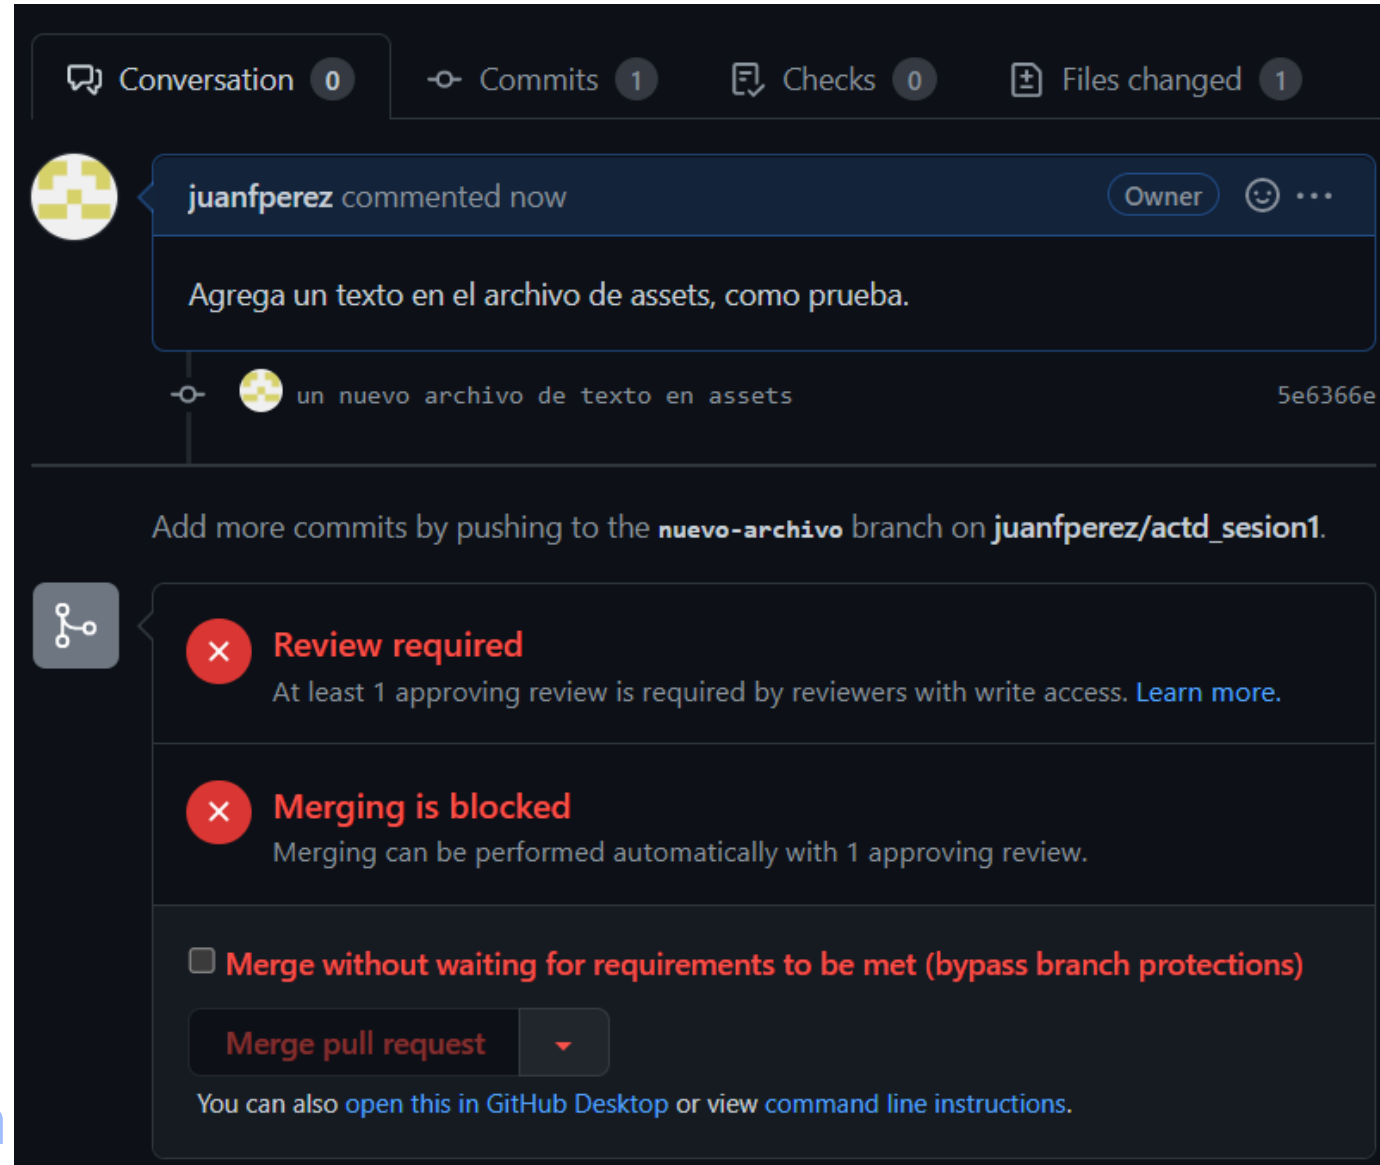 Conversation 0 Commits 1 Checks 0 Files changed 1
juanfperez commented now Owner
Agrega un texto en el archivo de assets, como prueba.
un nuevo archivo de texto en assets 5e6366e
Add more commits by pushing to the nuevo-archivo branch on juanfperez/actd_sesion1.
Review required
At least 1 approving review is required by reviewers with write access. Learn more.
Merging is blocked
Merging can be performed automatically with 1 approving review.
Merge without waiting for requirements to be met (bypass branch protections)
Merge pull request
You can also open this in GitHub Desktop or view command line instructions.